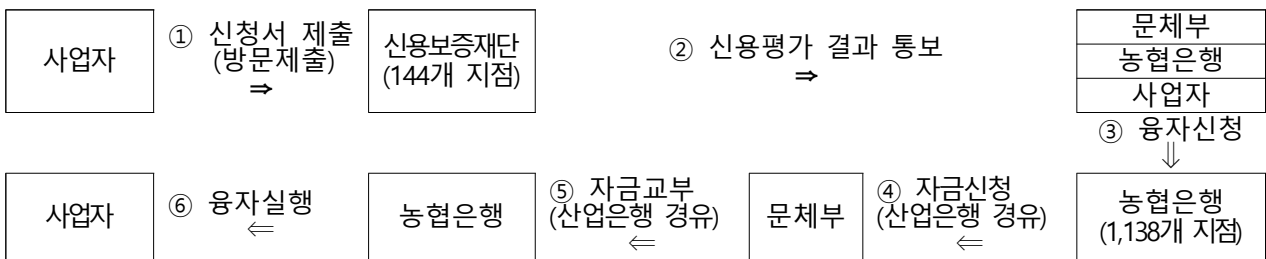 사업자
① 신청서 제출
(방문제출)
⇒
신용보증재단
(144개 지점)
② 신용평가 결과 통보
⇒
문체부
농협은행
사업자
③ 융자신청
⇓
사업자
⑥ 융자실행
⇐
농협은행
⑤ 자금교부
(산업은행 경유)
⇐
문체부
④ 자금신청
(산업은행 경유)
⇐
농협은행
(1,138개 지점)